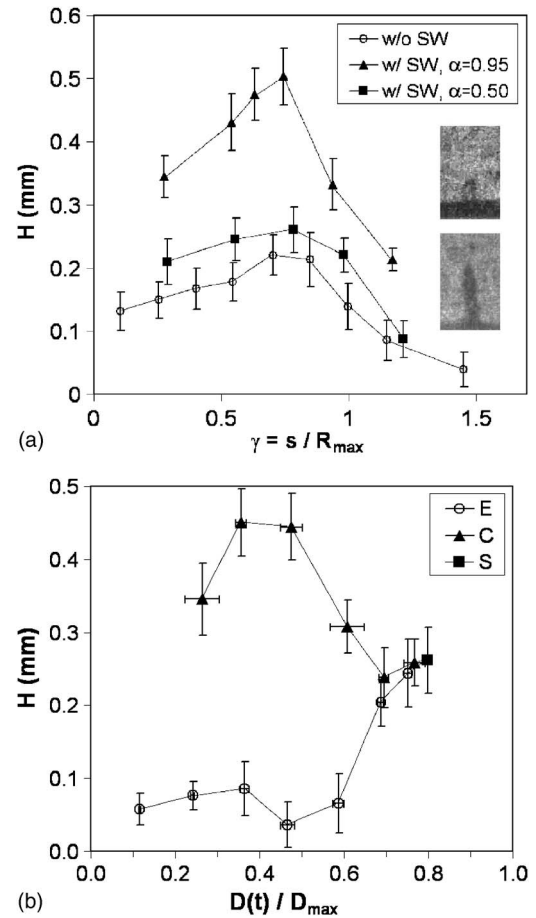 0.6
0.5
0.4
0.3
0.2
0.1
0
H (mm)
w/o SW
w/ SW, α=0.95
w/ SW, α=0.50
0 0.5 1 1.5
(a)
γ = s / Rmax
0.5
0.4
0.3
0.2
0.1
0.0
H (mm)
E
C
S
0.0 0.2 0.4 0.6 0.8 1.0
(b)
D(t) / Dmax